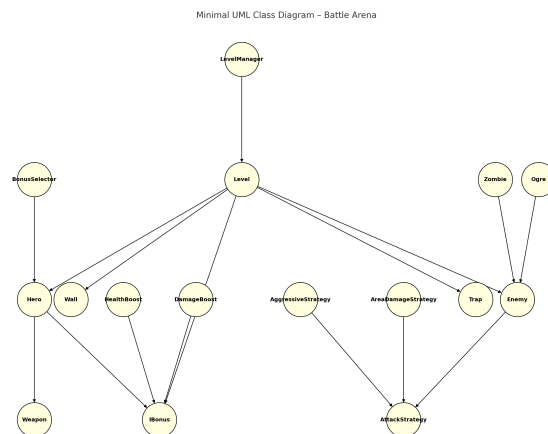 Minimal UML Class Diagram – Battle Arena
LevelManager
BonusSelector
Level
Zombie
Ogre
Hero
Wall
HealthBoost
DamageBoost
AggressiveStrategy
AreaDamageStrategy
Trap
Enemy
Weapon
IBonus
AttackStrategy